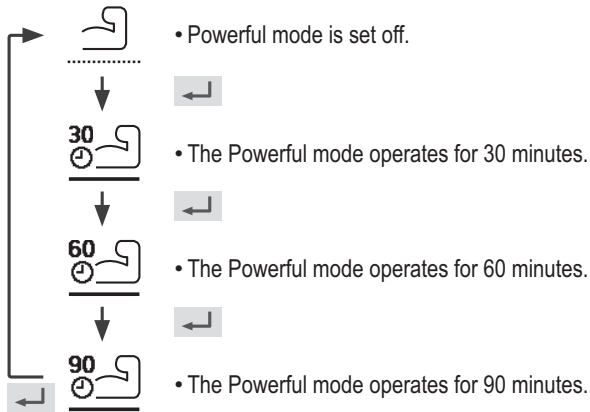 • Powerful mode is set off.
30
• The Powerful mode operates for 30 minutes.
60
• The Powerful mode operates for 60 minutes.
90
• The Powerful mode operates for 90 minutes.